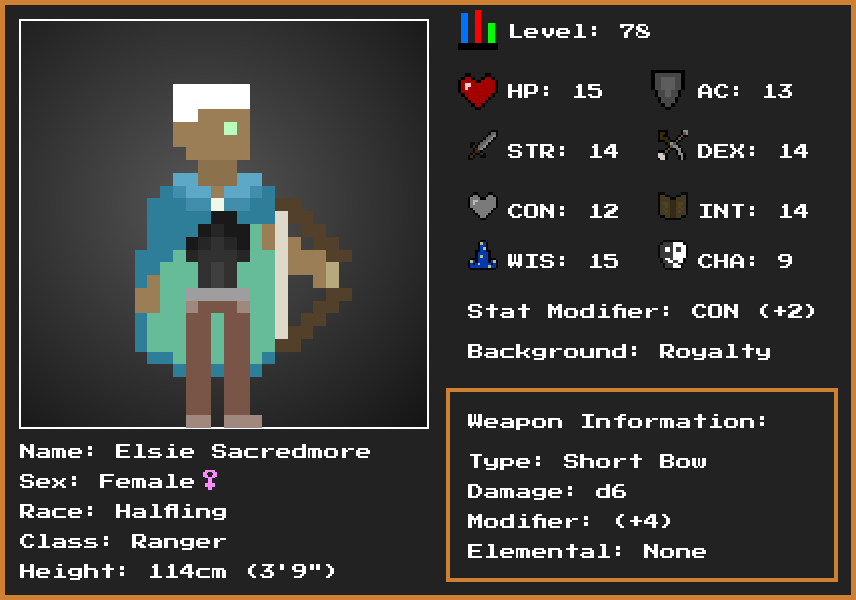 Level: 78
HP: 15
AC: 13
STR: 14
DEX: 14
CON: 12
INT: 14
WIS: 15
CHA: 9
Stat Modifier: CON (+2)
Background: Royalty
Weapon Information:
Type: Short Bow
Damage: d6
Modifier: (+4)
Elemental: None
Name: Elsie Sacredmore
Sex: Female♀
Race: Halfling
Class: Ranger
Height: 114cm (3'9")